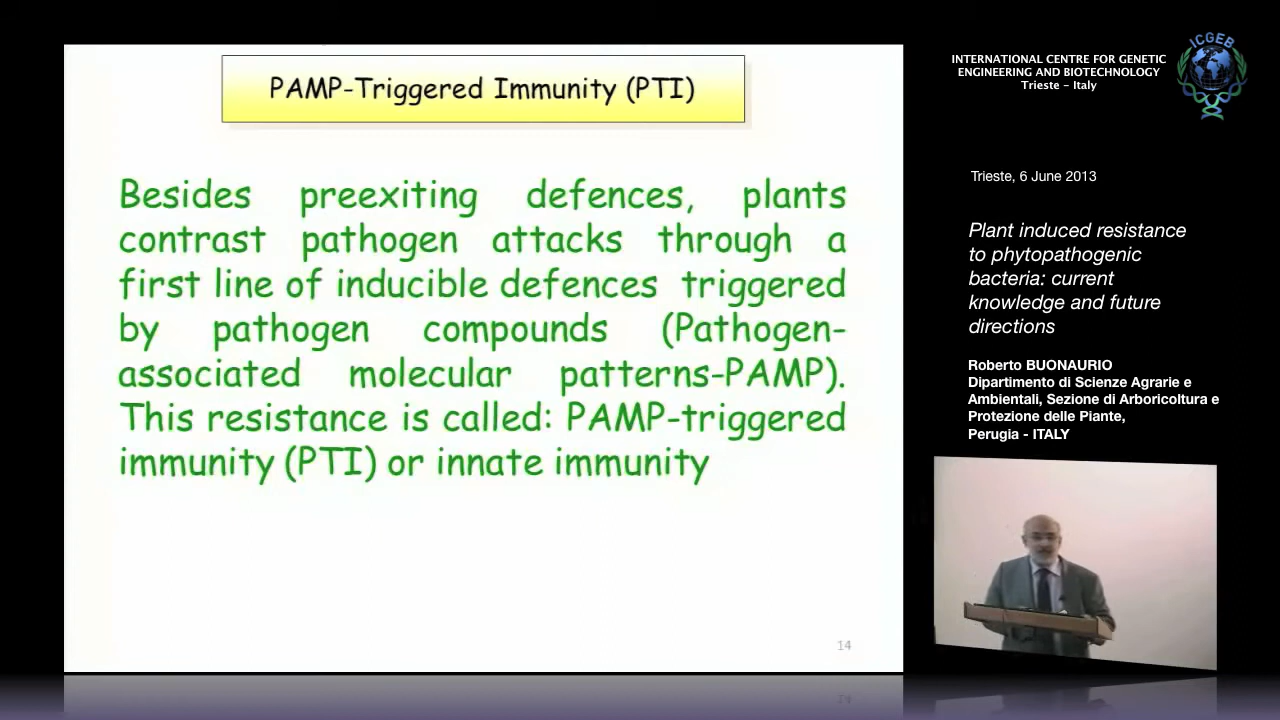 PAMP-Triggered Immunity (PTI)
Besides preexiting defences, plants
contrast pathogen attacks through a
first line of inducible defences triggered
by pathogen compounds (Pathogen-
associated molecular patterns-PAMP).
This resistance is called: PAMP-triggered
immunity (PTI) or innate immunity
14
INTERNATIONAL CENTRE FOR GENETIC
ENGINEERING AND BIOTECHNOLOGY
Trieste - Italy
ICGEB
Trieste, 6 June 2013
Plant induced resistance
to phytopathogenic
bacteria: current
knowledge and future
directions
Roberto BUONAURIO
Dipartimento di Scienze Agrarie e
Ambientali, Sezione di Arboricoltura e
Protezione delle Piante,
Perugia - ITALY